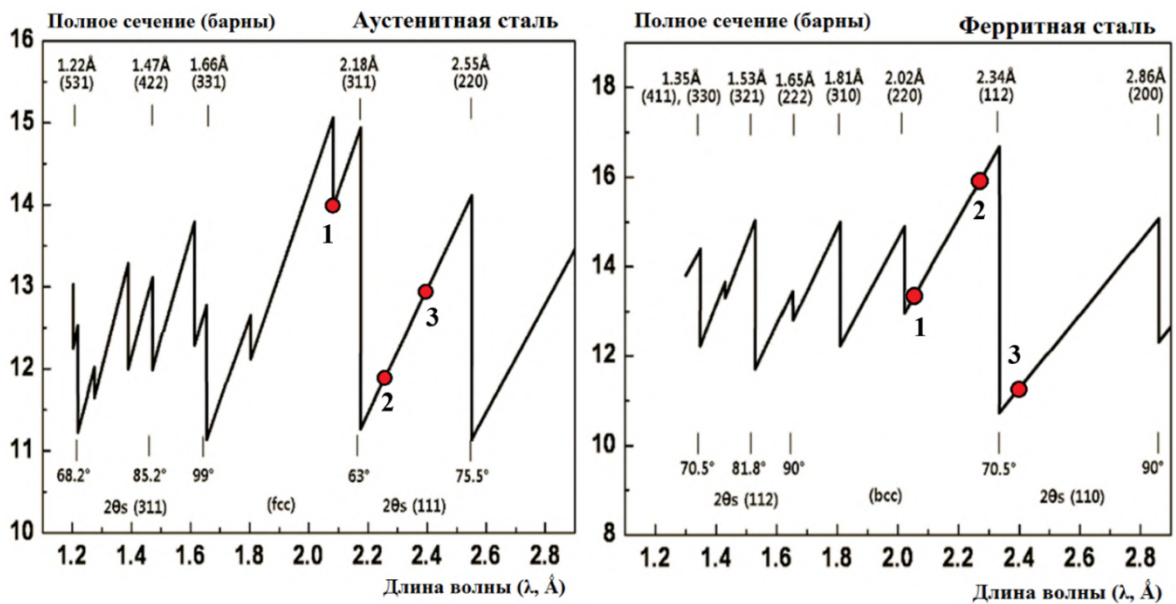 Полное сечение (барны) Аустенитная сталь
16
15
14
13
12
11
10
1.22Å 1.47Å 1.66Å 2.18Å 2.55Å
(531) (422) (331) (311) (220)
1
2
3
68.2° 85.2° 99° 63° 75.5°
2θs (311) (fcc) 2θs (111)
1.2 1.4 1.6 1.8 2.0 2.2 2.4 2.6 2.8
Длина волны (λ, Å)
Полное сечение (барны) Ферритная сталь
18
16
14
12
10
8
1.35Å 1.53Å 1.65Å 1.81Å 2.02Å 2.34Å 2.86Å
(411), (330) (321) (222) (310) (220) (112) (200)
2
1
3
70.5° 81.8° 90° 70.5° 90°
2θs (112) (bcc) 2θs (110)
1.2 1.4 1.6 1.8 2.0 2.2 2.4 2.6 2.8
Длина волны (λ, Å)